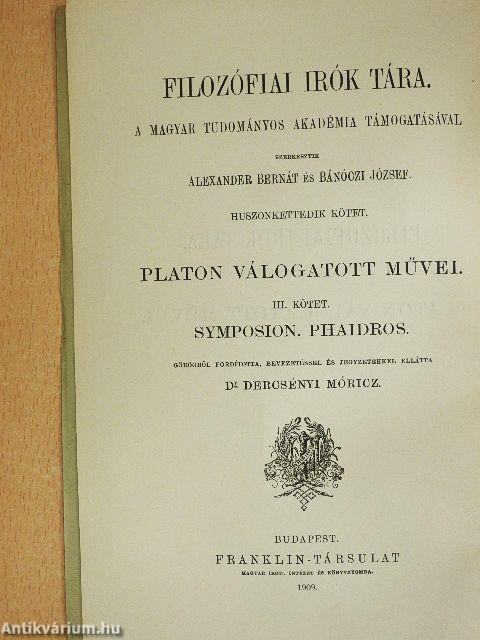 FILOZÓFIAI IRÓK TÁRA.
A MAGYAR TUDOMÁNYOS AKADÉMIA TÁMOGATÁSÁVAL
SZERKESZTIK
ALEXANDER BERNÁT ÉS BÁNÓCZI JÓZSEF.
HUSZONKETTEDIK KÖTET.
PLATON VÁLOGATOTT MŰVEI.
III. KÖTET.
SYMPOSION. PHAIDROS.
GÖRÖGBŐL FORDÍTOTTA, BEVEZETÉSSEL ÉS JEGYZETEKKEL ELLÁTTA
Dr. DERCSÉNYI MÓRICZ.
BUDAPEST.
FRANKLIN-TÁRSULAT
MAGYAR IROD. INTÉZET ÉS KÖNYVNYOMDA.
1909.
Antikvárium.hu